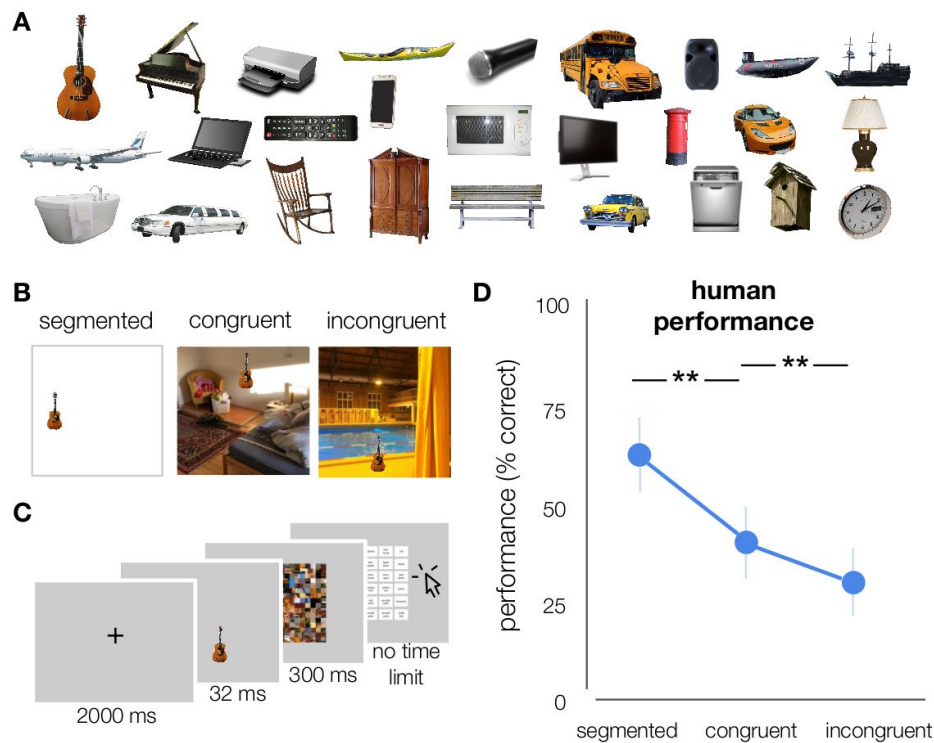 A
B
segmented
congruent
incongruent
C
+
2000 ms
32 ms
300 ms
no time
limit
D
human
performance
**
**
performance (% correct)
100
75
50
25
0
segmented
congruent
incongruent